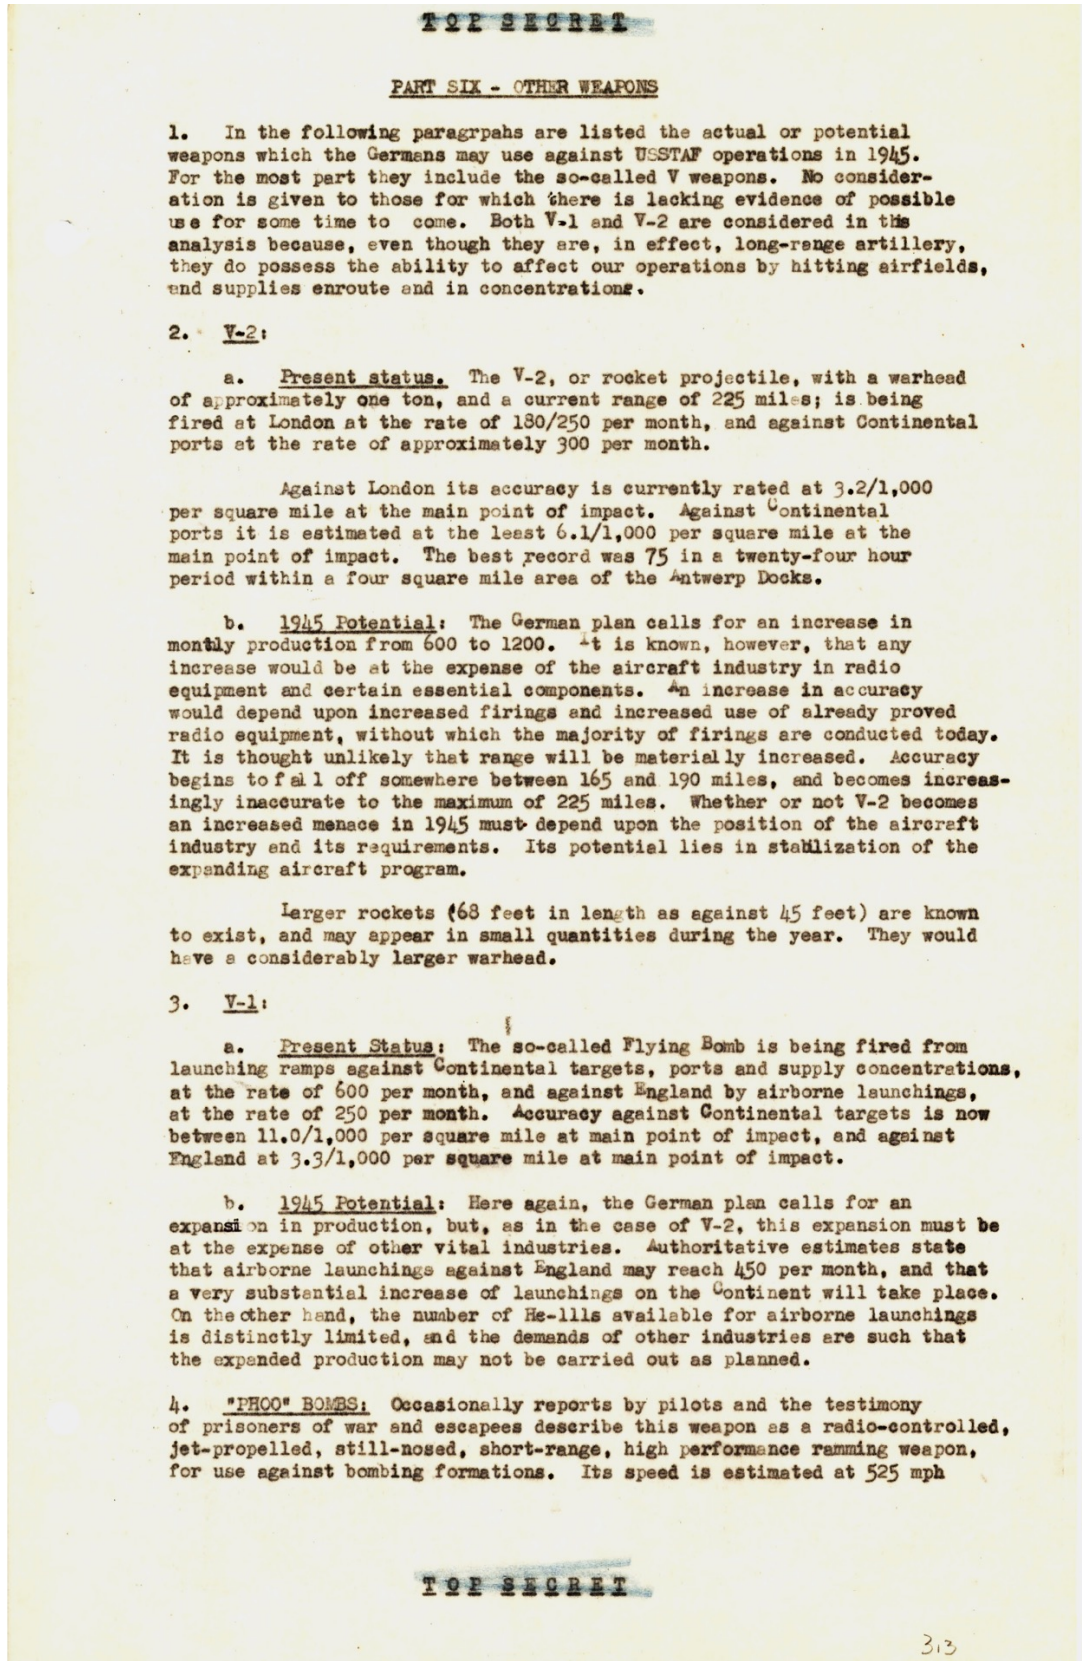 TOP SECRET
PART SIX - OTHER WEAPONS
1. In the following paragrpahs are listed the actual or potential
weapons which the Germans may use against USSTAF operations in 1945.
For the most part they include the so-called V weapons. No consider-
ation is given to those for which there is lacking evidence of possible
use for some time to come. Both V-1 and V-2 are considered in this
analysis because, even though they are, in effect, long-range artillery,
they do possess the ability to affect our operations by hitting airfields,
and supplies enroute and in concentrations.
2. V-2:
a. Present status. The V-2, or rocket projectile, with a warhead
of approximately one ton, and a current range of 225 miles; is being
fired at London at the rate of 180/250 per month, and against Continental
ports at the rate of approximately 300 per month.
Against London its accuracy is currently rated at 3.2/1,000
per square mile at the main point of impact. Against Continental
ports it is estimated at the least 6.1/1,000 per square mile at the
main point of impact. The best record was 75 in a twenty-four hour
period within a four square mile area of the Antwerp Docks.
b. 1945 Potential: The German plan calls for an increase in
montly production from 600 to 1200. It is known, however, that any
increase would be at the expense of the aircraft industry in radio
equipment and certain essential components. An increase in accuracy
would depend upon increased firings and increased use of already proved
radio equipment, without which the majority of firings are conducted today.
It is thought unlikely that range will be materially increased. Accuracy
begins to fall off somewhere between 165 and 190 miles, and becomes increas-
ingly inaccurate to the maximum of 225 miles. Whether or not V-2 becomes
an increased menace in 1945 must depend upon the position of the aircraft
industry and its requirements. Its potential lies in stabilization of the
expanding aircraft program.
Larger rockets (68 feet in length as against 45 feet) are known
to exist, and may appear in small quantities during the year. They would
have a considerably larger warhead.
3. V-1:
a. Present Status: The so-called Flying Bomb is being fired from
launching ramps against Continental targets, ports and supply concentrations,
at the rate of 600 per month, and against England by airborne launchings,
at the rate of 250 per month. Accuracy against Continental targets is now
between 11.0/1,000 per square mile at main point of impact, and against
England at 3.3/1,000 per square mile at main point of impact.
b. 1945 Potential: Here again, the German plan calls for an
expansion in production, but, as in the case of V-2, this expansion must be
at the expense of other vital industries. Authoritative estimates state
that airborne launchings against England may reach 450 per month, and that
a very substantial increase of launchings on the Continent will take place.
On the other hand, the number of He-111s available for airborne launchings
is distinctly limited, and the demands of other industries are such that
the expanded production may not be carried out as planned.
4. "PHOO" BOMBS: Occasionally reports by pilots and the testimony
of prisoners of war and escapees describe this weapon as a radio-controlled,
jet-propelled, still-nosed, short-range, high performance ramming weapon,
for use against bombing formations. Its speed is estimated at 525 mph
TOP SECRET
313